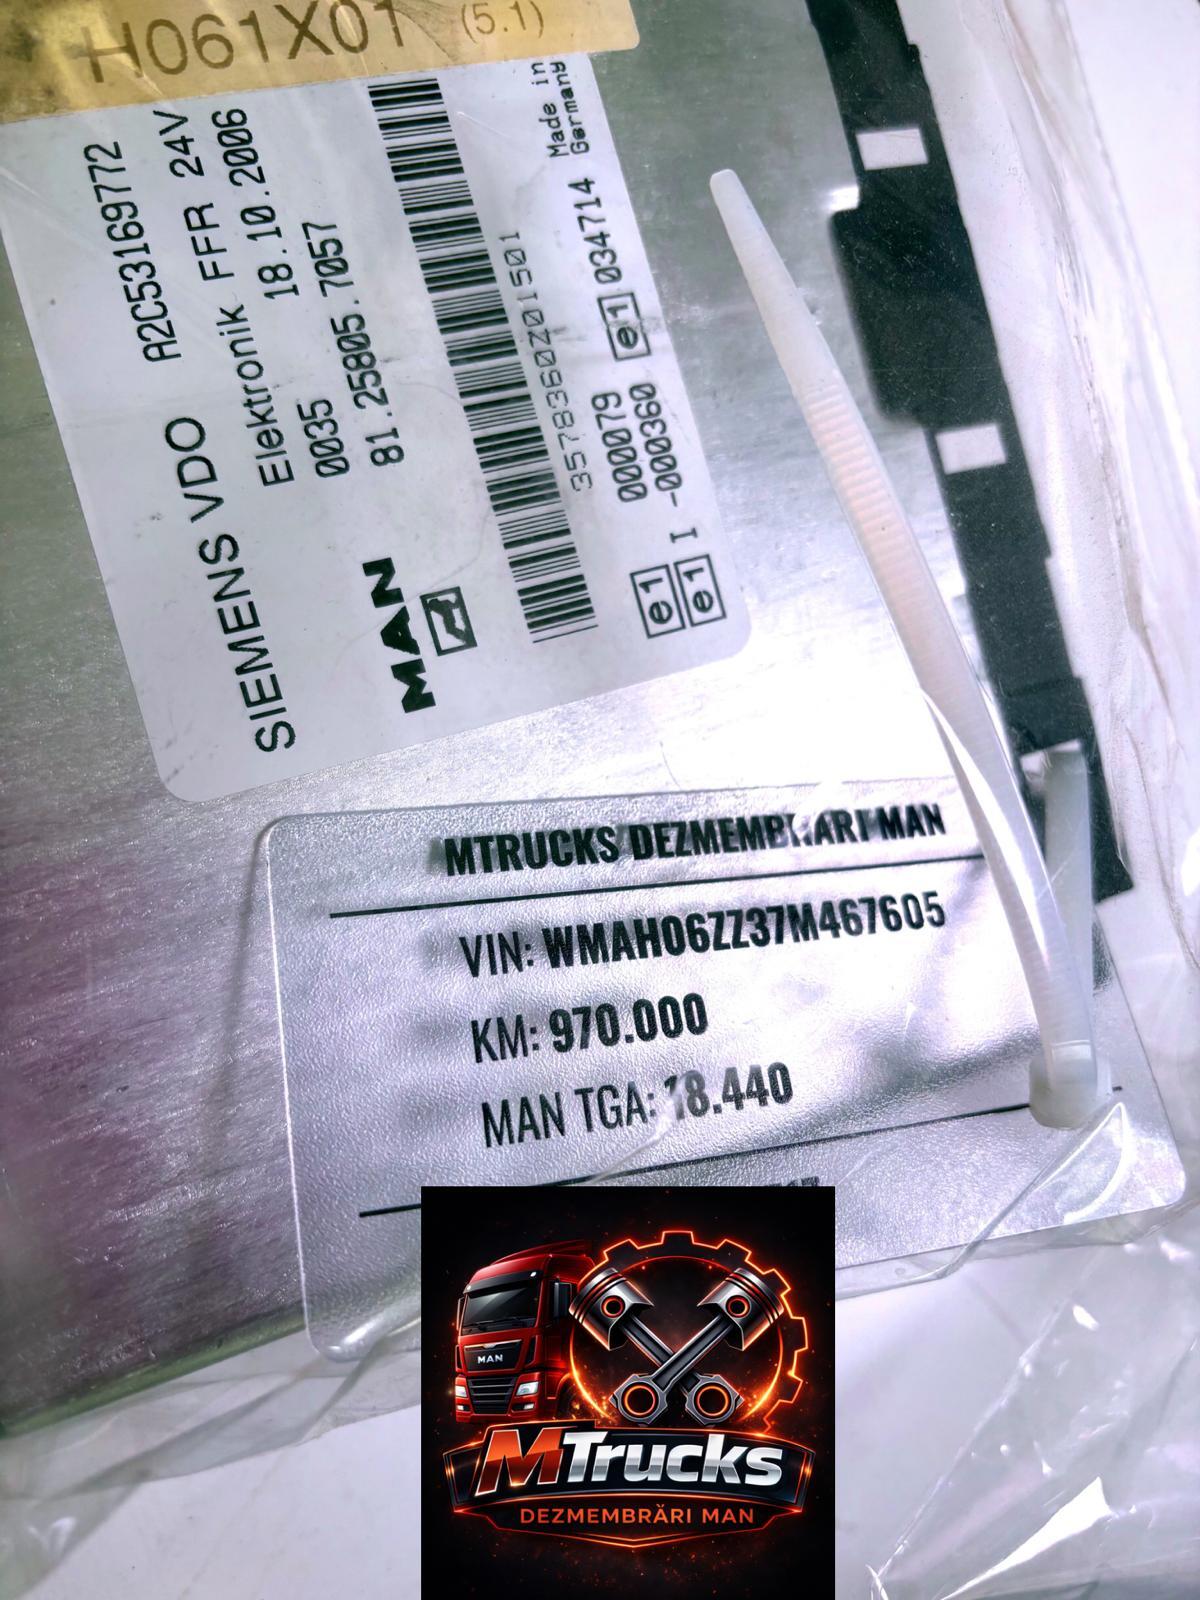 H061X01 (5.1)
A2C53169772
SIEMENS VDO FFR 24V
Elektronik 18.10.2006
0035
81.25805.7057
MAN
357836020Z01501
Made in
Germany
e1 000079 e1 034714
e1 I -000360
MTRUCKS DEZMEMBRARI MAN
VIN: WMAH06ZZ37M467605
KM: 970.000
MAN TGA: 18.440
MAN
MTrucks
DEZMEMBRĂRI MAN